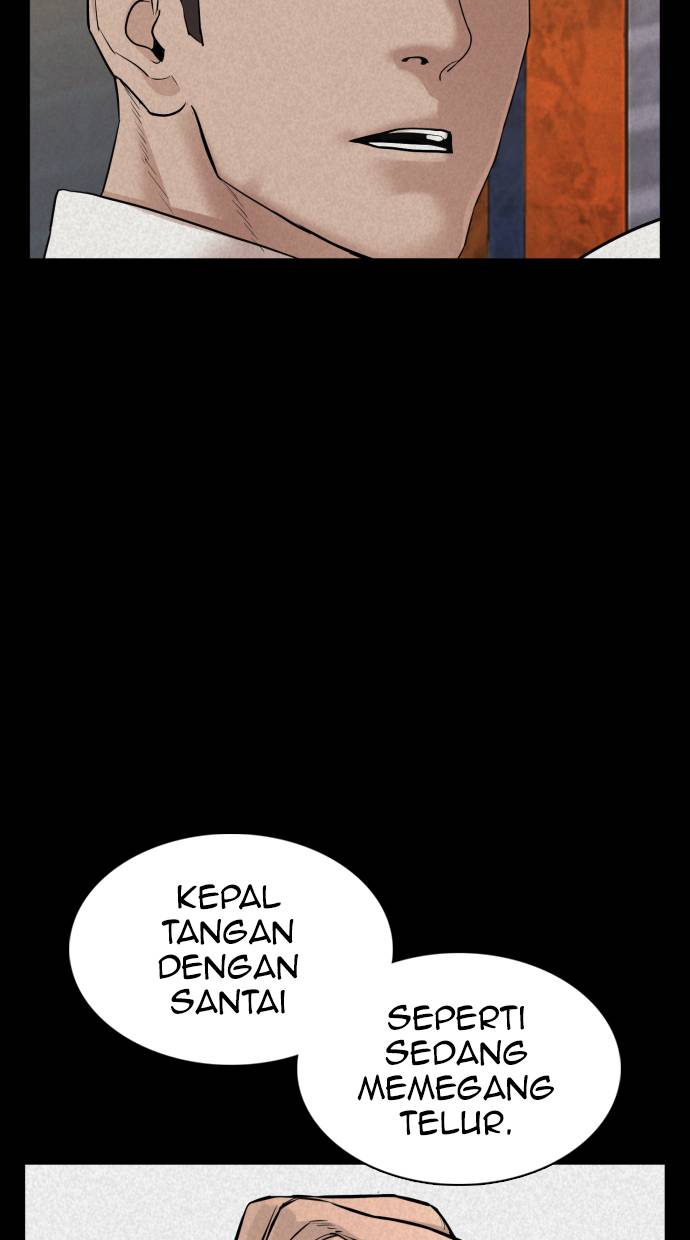 KEPAL
TANGAN
DENGAN
SANTAI
SEPERTI
SEDANG
MEMEGANG
TELUR.